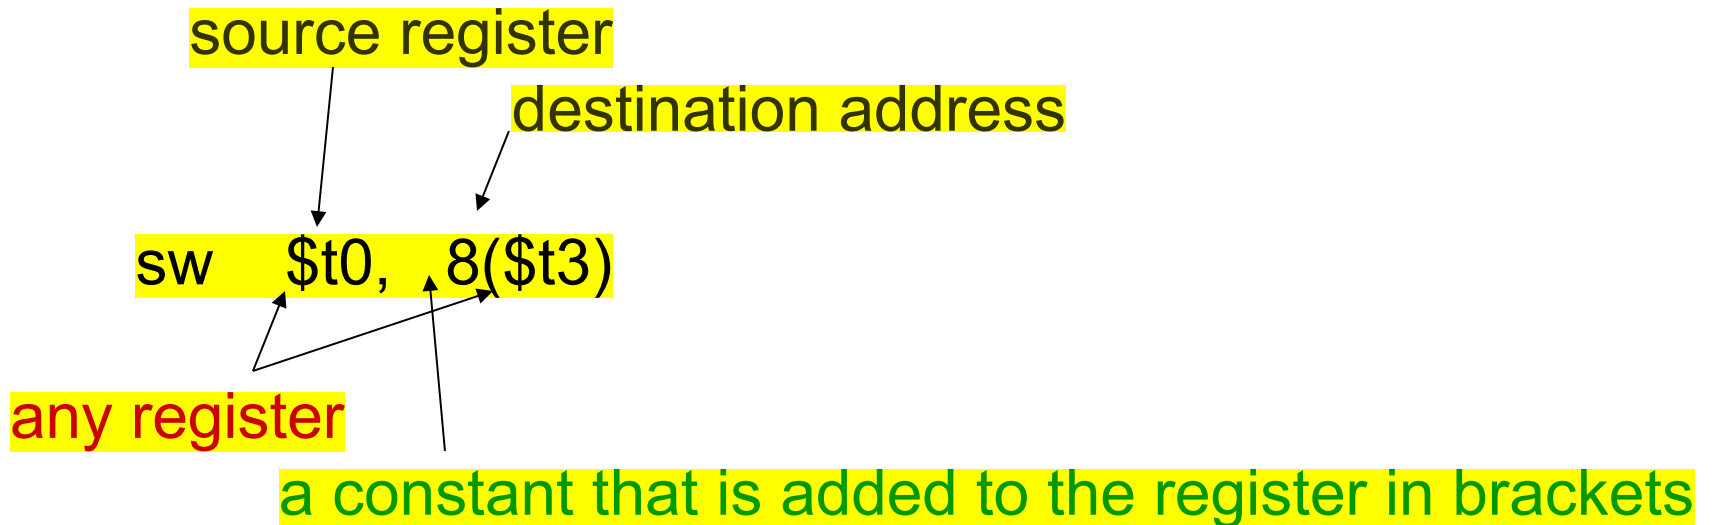 source register
destination address
sw $t0, 8($t3)
any register
a constant that is added to the register in brackets